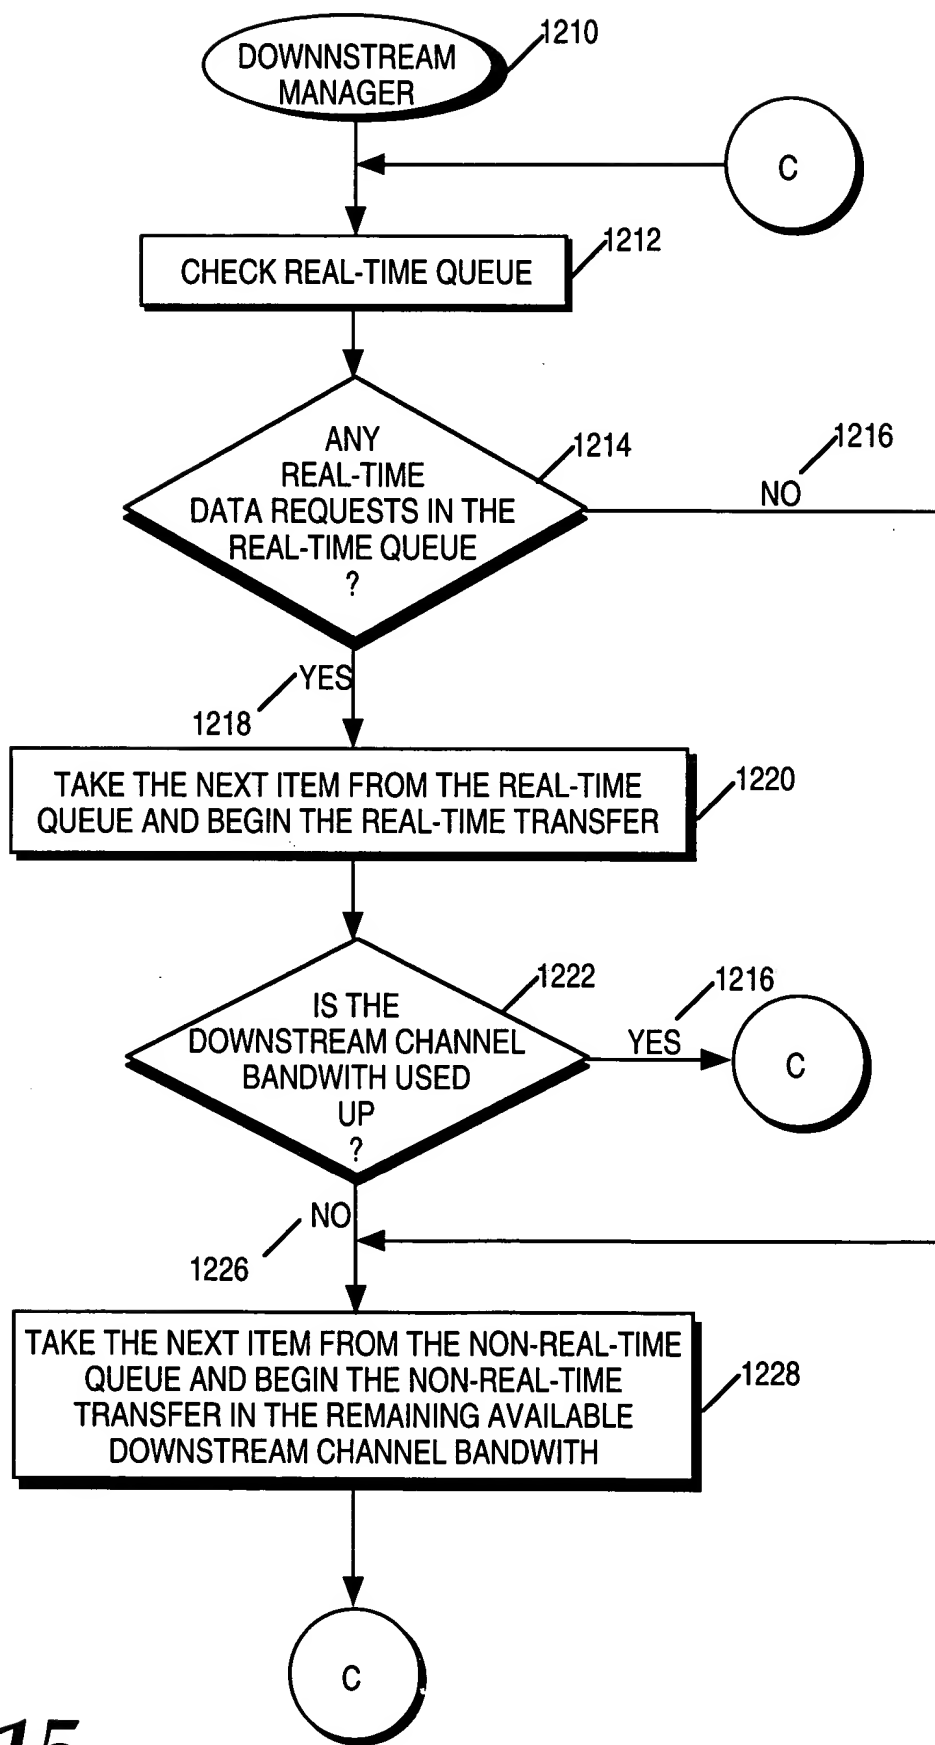 DOWNNSTREAM
MANAGER
1210
C
1212
CHECK REAL-TIME QUEUE
ANY
REAL-TIME
DATA REQUESTS IN THE
REAL-TIME QUEUE
?
1214
1216
NO
YES
1218
TAKE THE NEXT ITEM FROM THE REAL-TIME
QUEUE AND BEGIN THE REAL-TIME TRANSFER
1220
IS THE
DOWNSTREAM CHANNEL
BANDWITH USED
UP
?
1222
1216
YES
C
NO
1226
TAKE THE NEXT ITEM FROM THE NON-REAL-TIME
QUEUE AND BEGIN THE NON-REAL-TIME
TRANSFER IN THE REMAINING AVAILABLE
DOWNSTREAM CHANNEL BANDWITH
1228
C
15